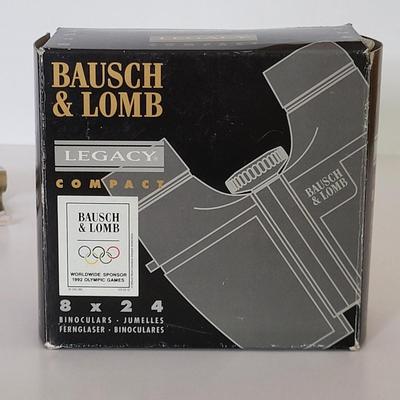 BAUSCH
& LOMB
LEGACY®
COMPACT
BAUSCH
& LOMB
WORLDWIDE SPONSOR
1992 OLYMPIC GAMES
8 x 24
BINOCULARS · JUMELLES
FERNGLASER · BINOCULARES
BAUSCH
& LOMB